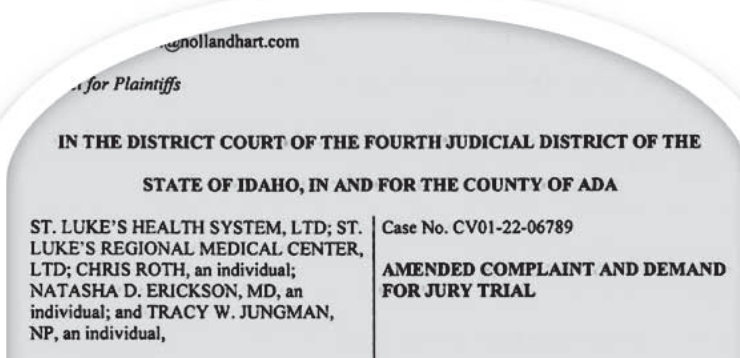 @hollandhart.com
for Plaintiffs
IN THE DISTRICT COURT OF THE FOURTH JUDICIAL DISTRICT OF THE
STATE OF IDAHO, IN AND FOR THE COUNTY OF ADA
ST. LUKE'S HEALTH SYSTEM, LTD; ST.
LUKE'S REGIONAL MEDICAL CENTER,
LTD; CHRIS ROTH, an individual;
NATASHA D. ERICKSON, MD, an
individual; and TRACY W. JUNGMAN,
NP, an individual,
Case No. CV01-22-06789
AMENDED COMPLAINT AND DEMAND
FOR JURY TRIAL